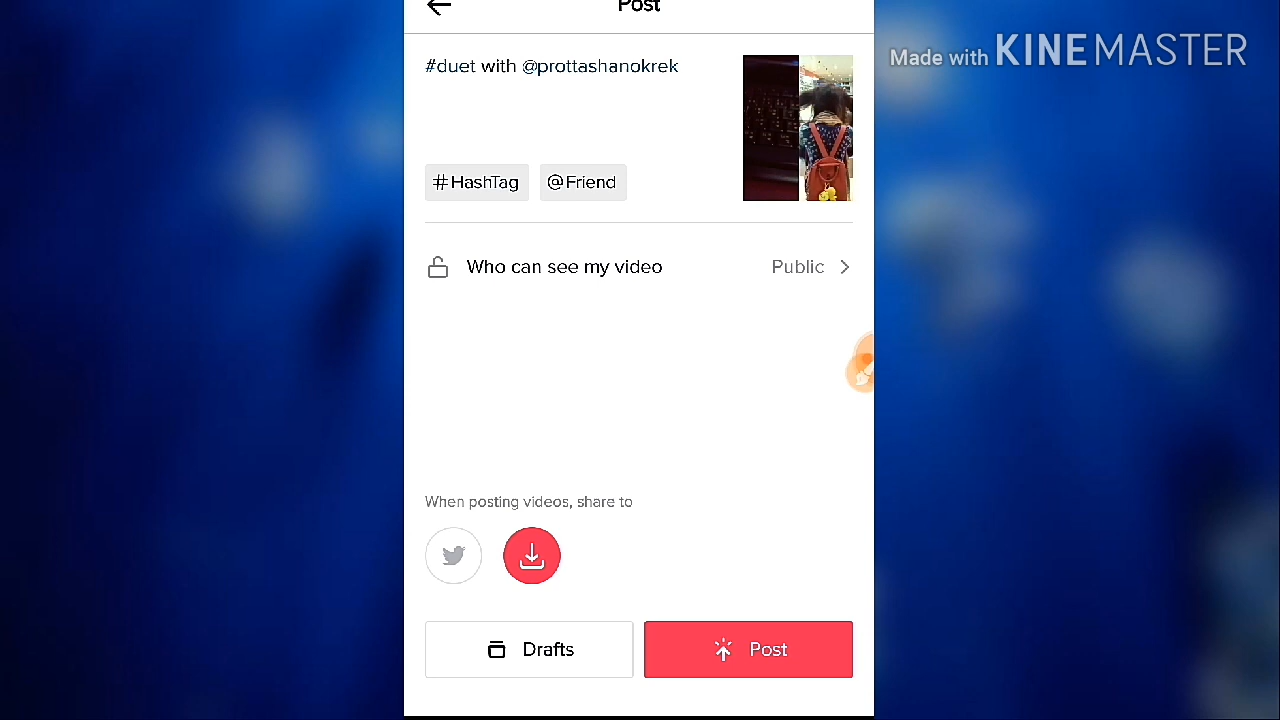 Post
Made with KINEMASTER
#duet with @prottashanokrek
#HashTag @Friend
Who can see my video Public
When posting videos, share to
Drafts Post